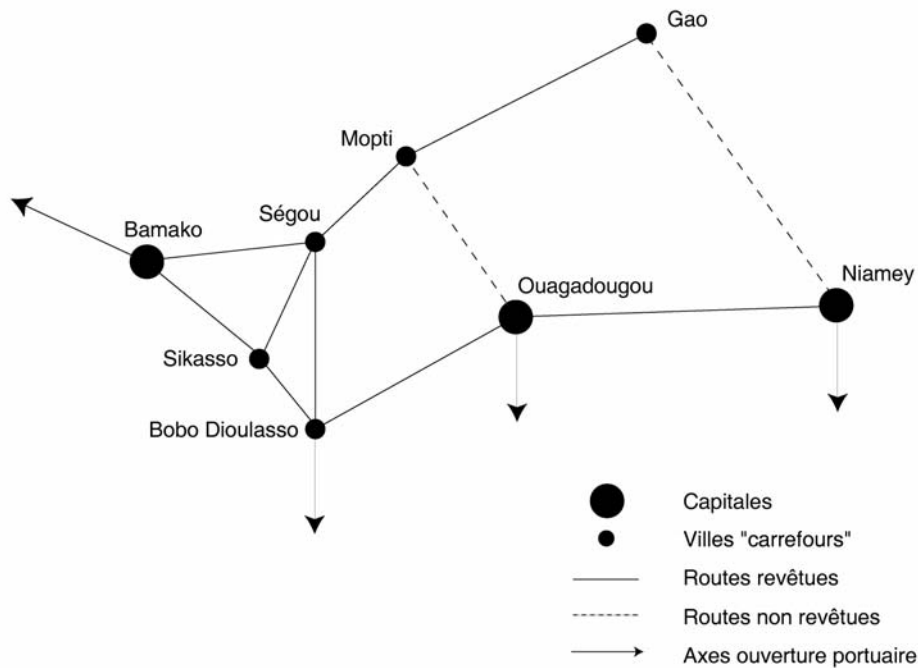 Gao
Mopti
Ségou
Bamako
Niamey
Ouagadougou
Sikasso
Bobo Dioulasso
Capitales
Villes "carrefours"
Routes revêtues
Routes non revêtues
Axes ouverture portuaire